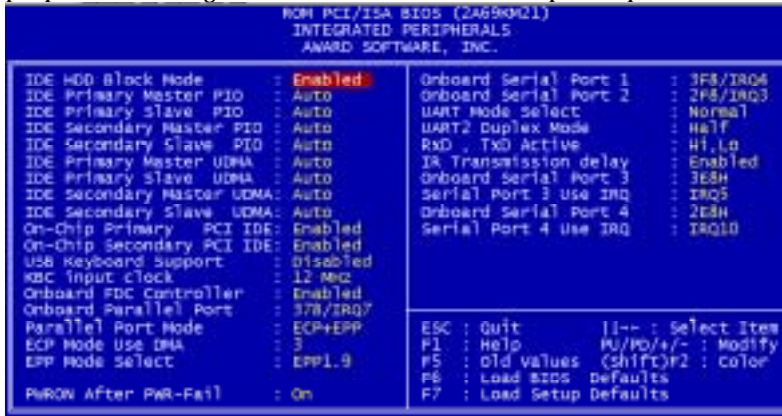 ROM PCI/ISA BIOS (2A69KM21)
INTEGRATED PERIPHERALS
AWARD SOFTWARE, INC.
IDE HDD Block Mode : Enabled
IDE Primary Master PIO : Auto
IDE Primary Slave PIO : Auto
IDE Secondary Master PIO : Auto
IDE Secondary Slave PIO : Auto
IDE Primary Master UDMA : Auto
IDE Primary Slave UDMA : Auto
IDE Secondary Master UDMA: Auto
IDE Secondary Slave UDMA: Auto
On-Chip Primary PCI IDE: Enabled
On-Chip Secondary PCI IDE: Enabled
USB Keyboard Support : Disabled
KBC input clock : 12 MHz
Onboard FDC Controller : Enabled
Onboard Parallel Port : 378/IRQ7
Parallel Port Mode : ECP+EPP
ECP Mode Use DMA : 3
EPP Mode Select : EPP1.9
PWRON After PWR-Fail : On
Onboard Serial Port 1 : 3F8/IRQ4
Onboard Serial Port 2 : 2F8/IRQ3
UART Mode Select : Normal
UART2 Duplex Mode : Half
RxD , TxD Active : Hi,Lo
IR Transmission delay : Enabled
Onboard Serial Port 3 : 3E8H
Serial Port 3 Use IRQ : IRQ5
Onboard Serial Port 4 : 2E8H
Serial Port 4 Use IRQ : IRQ10
ESC : Quit : Select Item
F1 : Help PU/PD/+/- : Modify
F5 : Old Values (Shift)F2 : Color
F6 : Load BIOS Defaults
F7 : Load Setup Defaults